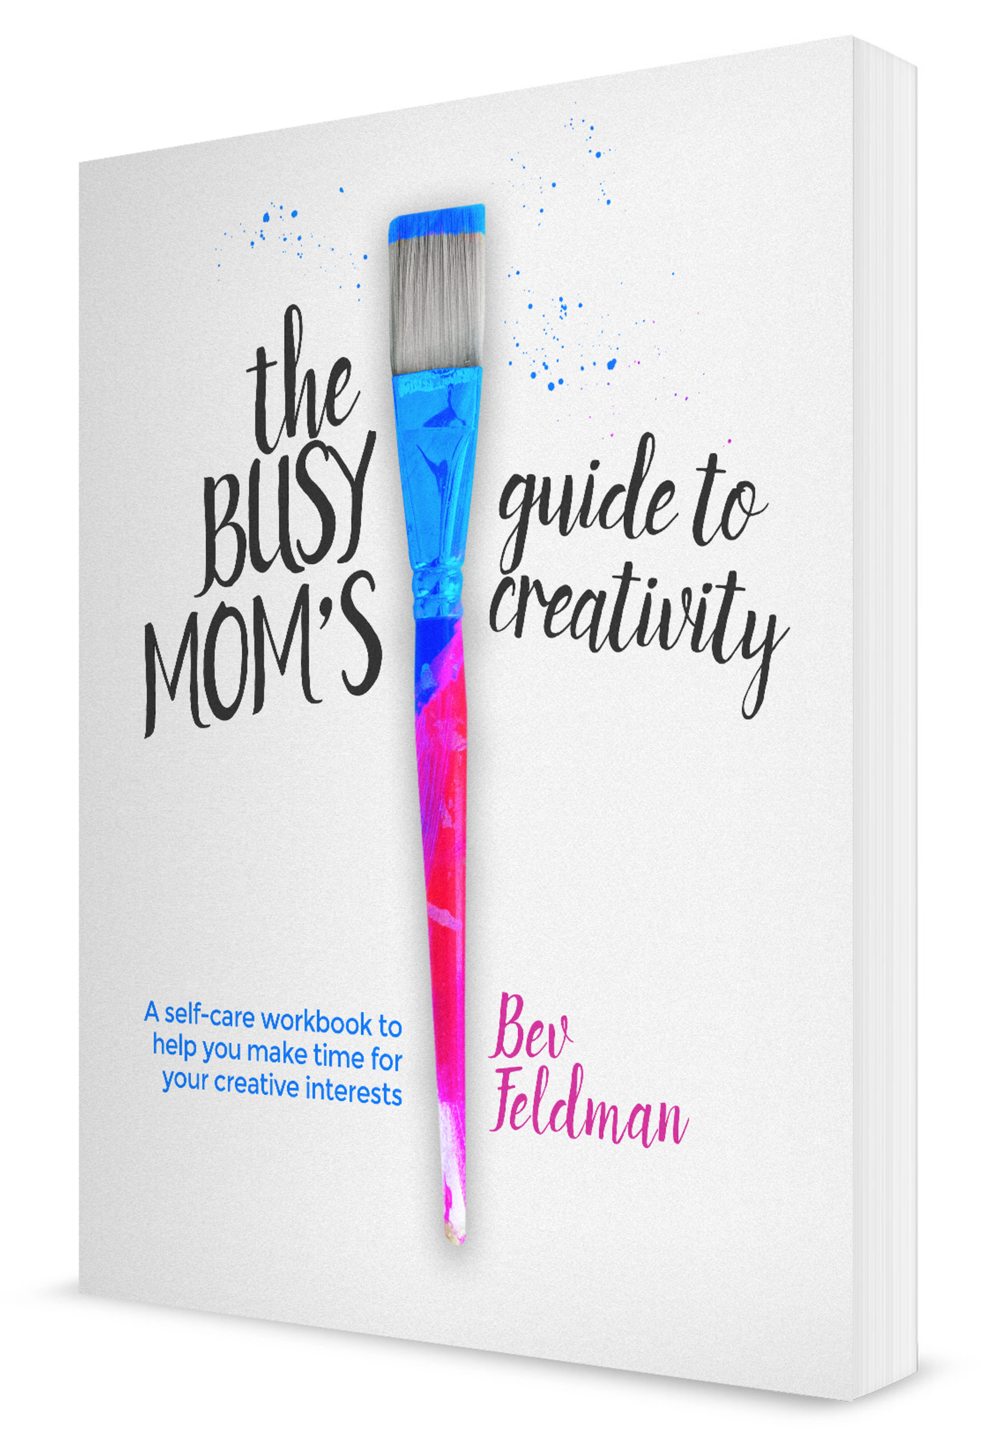 the
BUSY
MOM'S
guide to
creativity
A self-care workbook to
help you make time for
your creative interests
Bev
Feldman